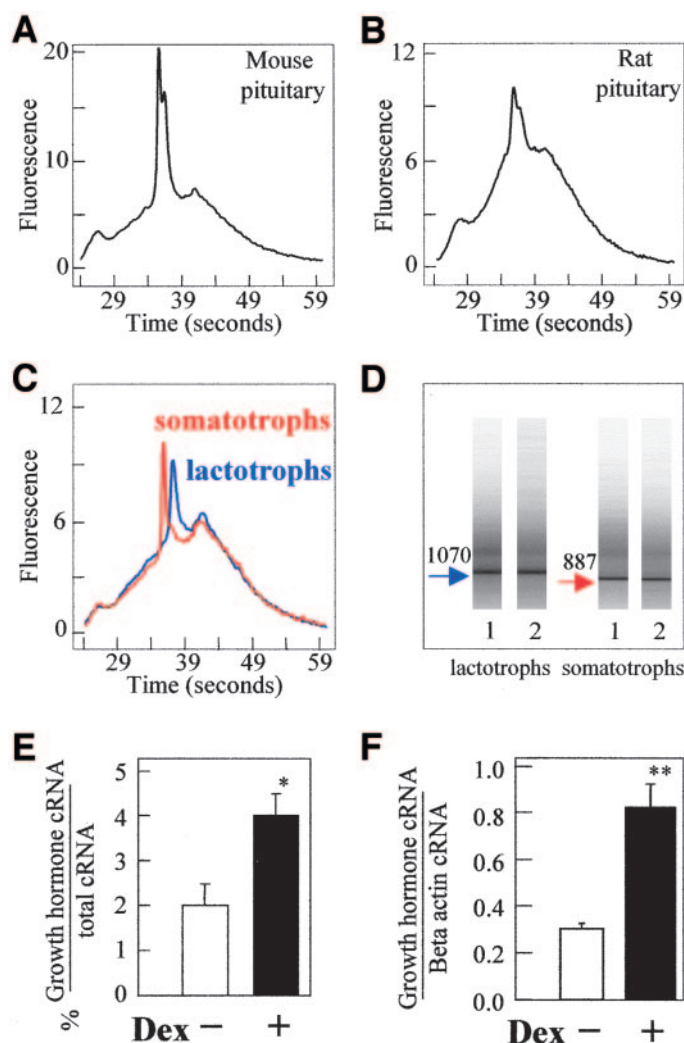 A
Fluorescence
20
10
0
Mouse
pituitary
29 39 49 59
Time (seconds)
B
Fluorescence
12
6
0
Rat
pituitary
29 39 49 59
Time (seconds)
C
Fluorescence
12
6
0
somatotrophs
lactotrophs
29 39 49 59
Time (seconds)
D
1070
887
1 2 1 2
lactotrophs somatotrophs
E
% Growth hormone cRNA
total cRNA
5
4
3
2
1
0
*
Dex − +
F
Growth hormone cRNA
Beta actin cRNA
1.0
0.8
0.6
0.4
0.2
0.0
**
Dex − +